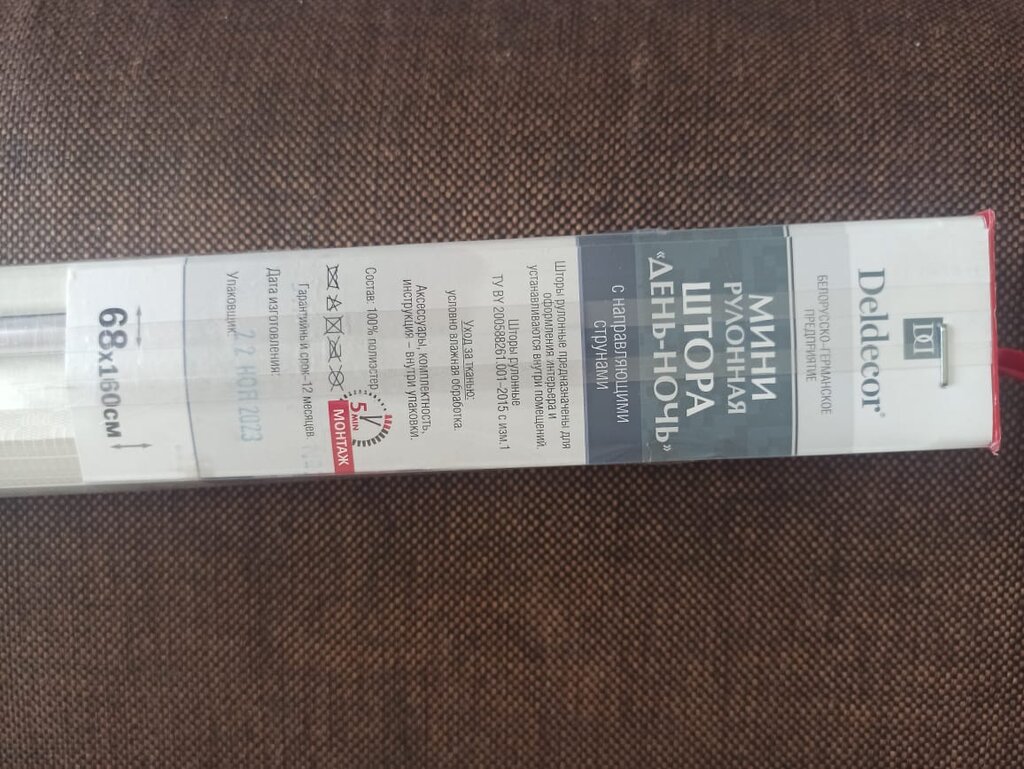 DD
Deldecor®
БЕЛОРУССКО-ГЕРМАНСКОЕ
ПРЕДПРИЯТИЕ
МИНИ
РУЛОННАЯ
ШТОРА
«ДЕНЬ-НОЧЬ»
с направляющими
струнами
Шторы рулонные предназначены для
оформления интерьера и
устанавливаются внутри помещений.
Шторы рулонные
ТУ BY 200588261.001–2015 с изм.1
Уход за тканью:
условно влажная обработка.
Аксессуары, комплектность,
инструкция – внутри упаковки.
Состав: 100% полиэстер
5 MIN
МОНТАЖ
Гарантийный срок-12 месяцев.
Дата изготовления:
22 НОЯ 2023
Упаковщик:
68х160см